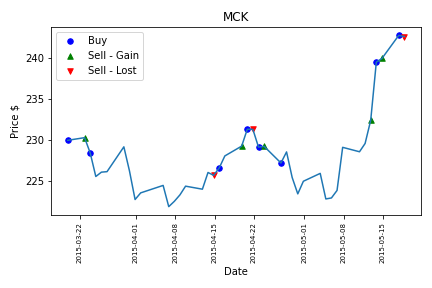 MCK
Buy
Sell - Gain
Sell - Lost
Price $
240
235
230
225
2015-03-22
2015-04-01
2015-04-08
2015-04-15
2015-04-22
2015-05-01
2015-05-08
2015-05-15
Date